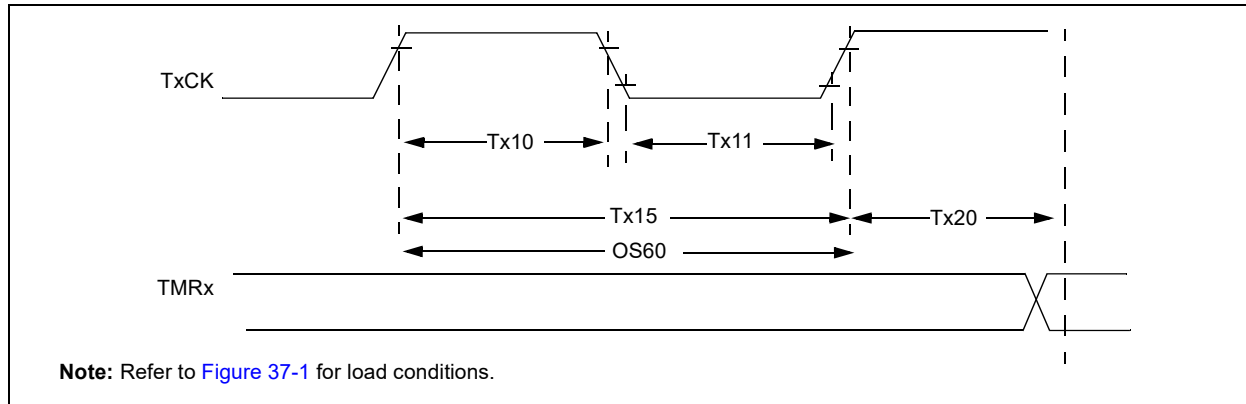 TxCK
Tx10
Tx11
Tx15
Tx20
OS60
TMRx
Note: Refer to Figure 37-1 for load conditions.